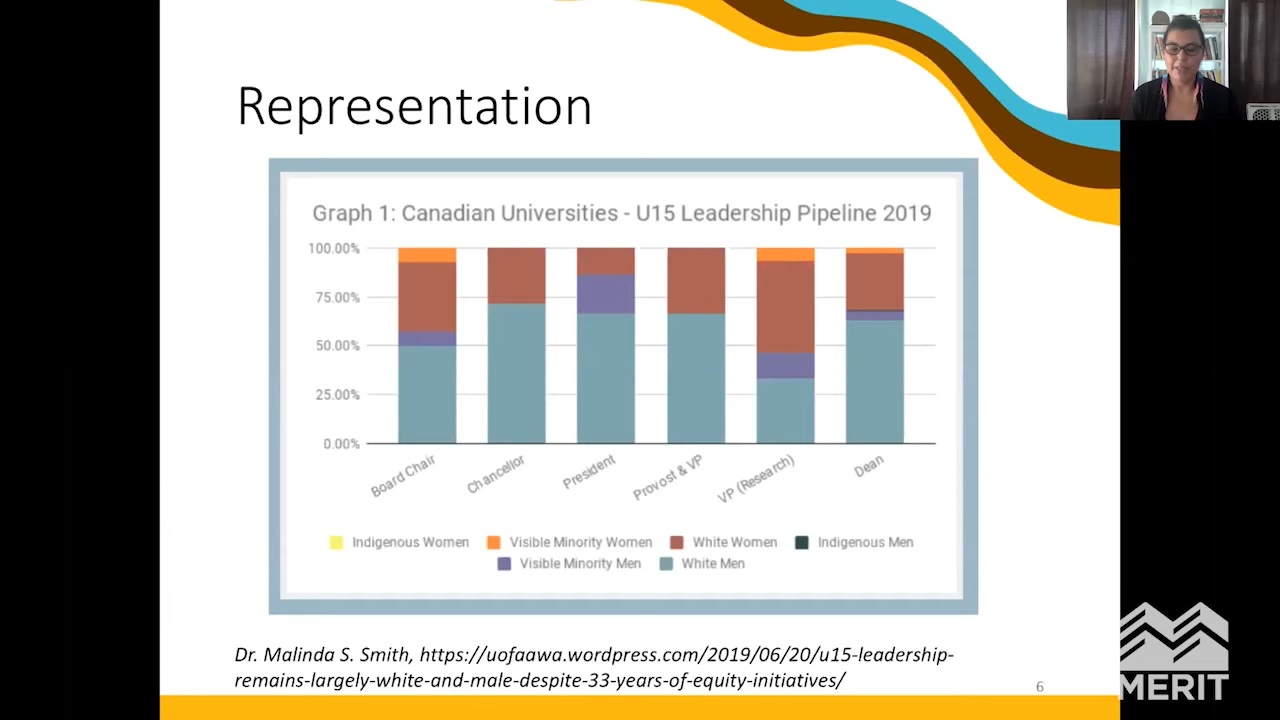 Representation
Graph 1: Canadian Universities - U15 Leadership Pipeline 2019
100.00%
75.00%
50.00%
25.00%
0.00%
Board Chair
Chancellor
President
Provost & VP
VP (Research)
Dean
Indigenous Women
Visible Minority Women
White Women
Indigenous Men
Visible Minority Men
White Men
Dr. Malinda S. Smith, https://uofaawa.wordpress.com/2019/06/20/u15-leadership-
remains-largely-white-and-male-despite-33-years-of-equity-initiatives/
6
MERIT